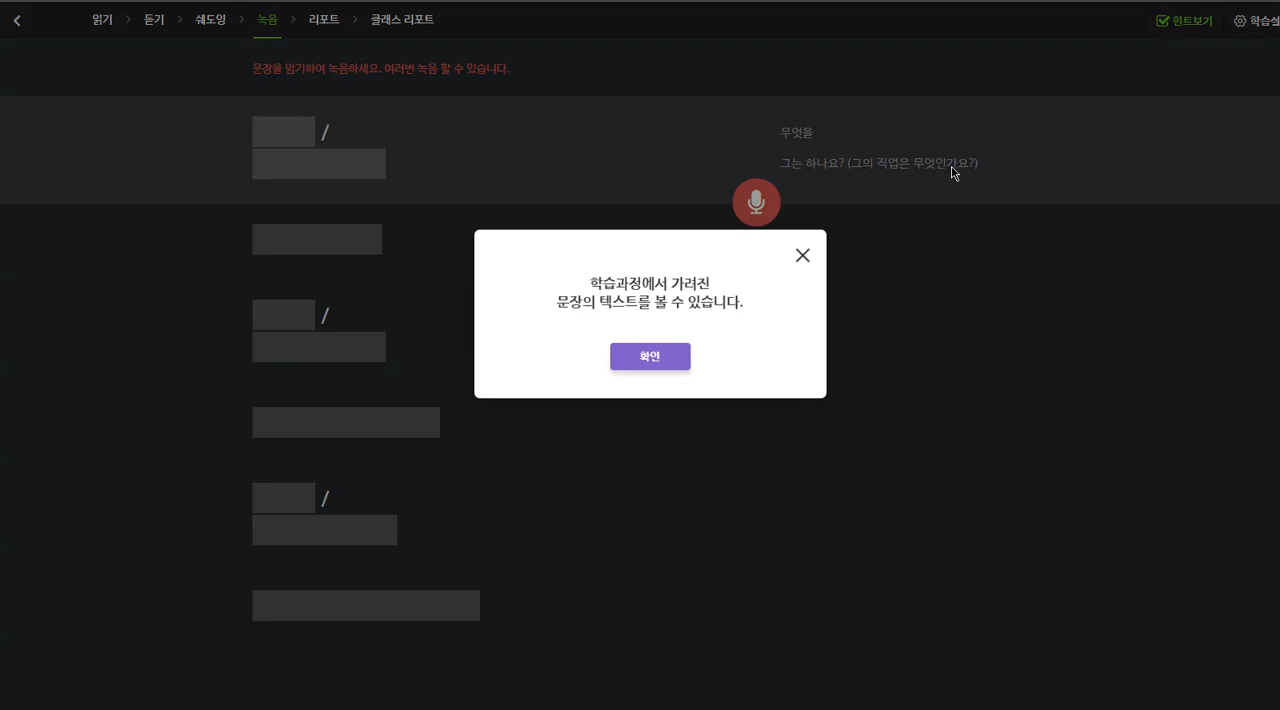 읽기 > 듣기 > 쉐도잉 > 녹음 > 리포트 > 클래스 리포트
힌트보기
문장을 암기하여 녹음하세요. 여러번 녹음 할 수 있습니다.
/
무엇을
그는 하나요? (그의 직업은 무엇인가요?)
학습과정에서 가려진
문장의 텍스트를 볼 수 있습니다.
확인
/
/